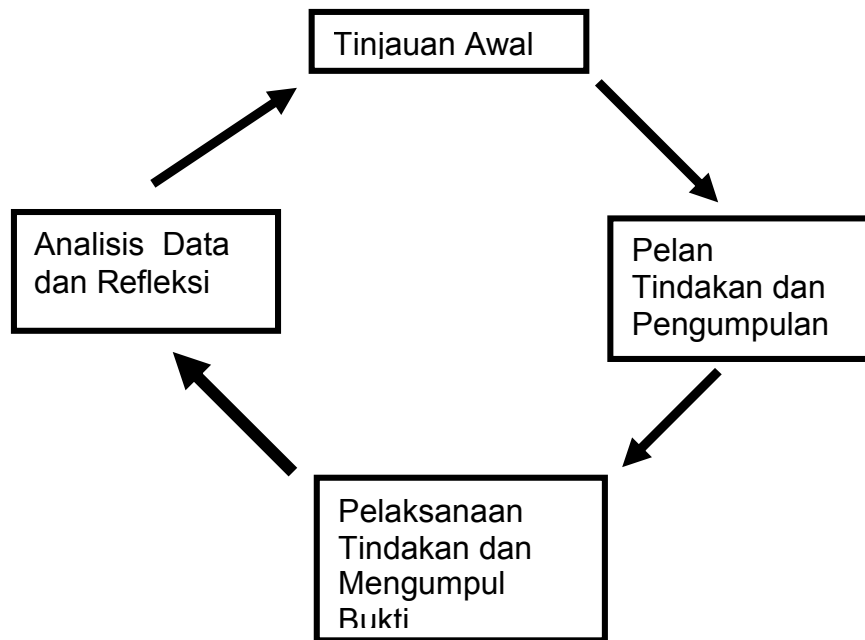 Tinjauan Awal
Pelan
Tindakan dan
Pengumpulan
Pelaksanaan
Tindakan dan
Mengumpul
Bukti
Analisis Data
dan Refleksi